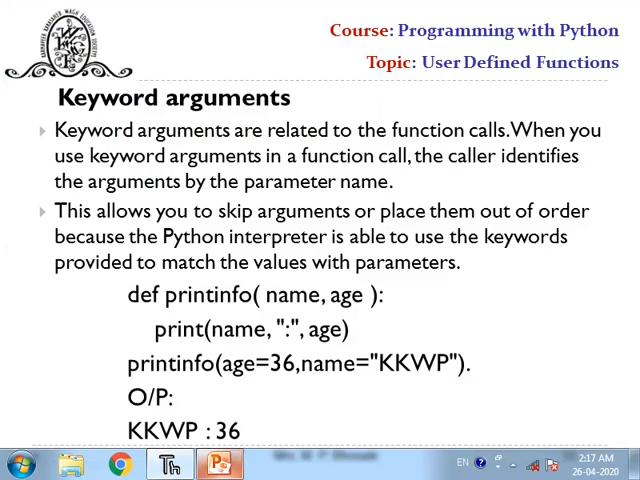 Course: Programming with Python
Topic: User Defined Functions
Keyword arguments
Keyword arguments are related to the function calls. When you
use keyword arguments in a function call, the caller identifies
the arguments by the parameter name.
This allows you to skip arguments or place them out of order
because the Python interpreter is able to use the keywords
provided to match the values with parameters.
def printinfo( name, age ):
print(name, ":", age)
printinfo(age=36,name="KKWP").
O/P:
KKWP : 36
EN
2:17 AM
26-04-2020